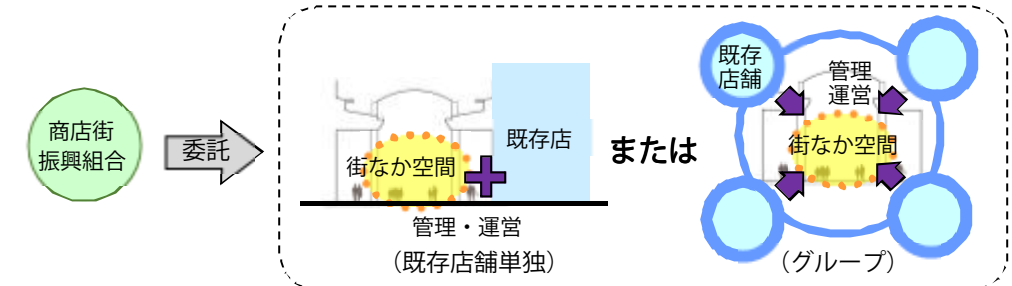 商店街
振興組合
委託
街なか空間
既存店
管理・運営
（既存店舗単独）
または
既存
店舗
管理
運営
街なか空間
（グループ）